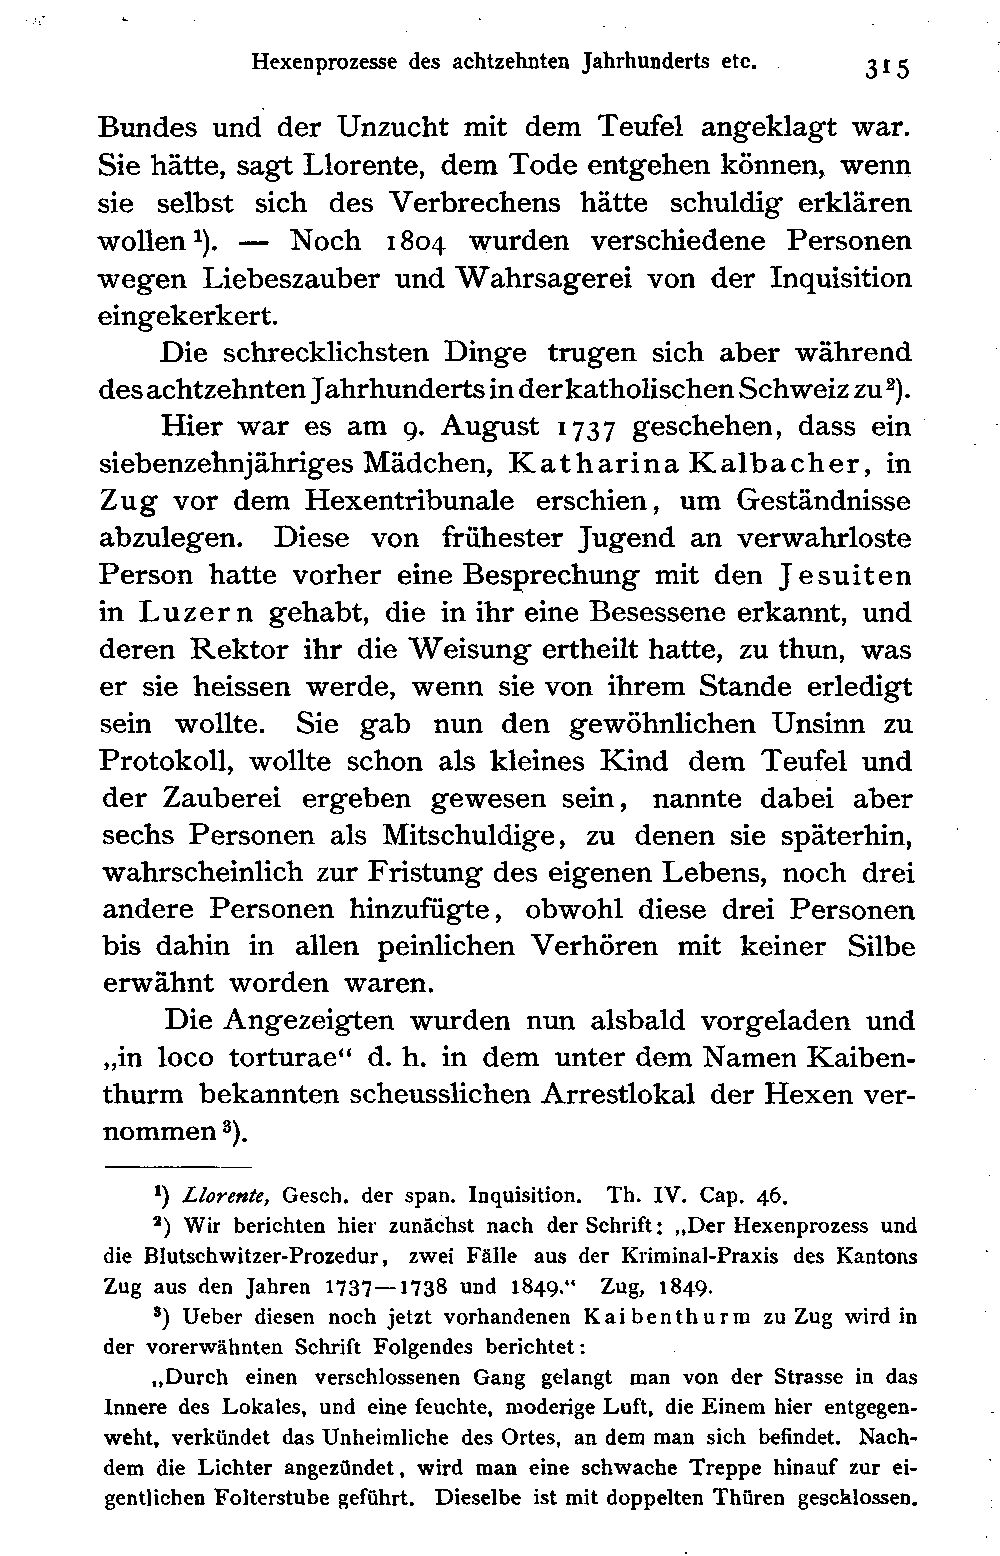 Hexenprozesse des achtzehnten Jahrhunderts etc. 315
Bundes und der Unzucht mit dem Teufel angeklagt war.
Sie hätte, sagt Llorente, dem Tode entgehen können, wenn
sie selbst sich des Verbrechens hätte schuldig erklären
wollen ¹). — Noch 1804 wurden verschiedene Personen
wegen Liebeszauber und Wahrsagerei von der Inquisition
eingekerkert.
Die schrecklichsten Dinge trugen sich aber während
des achtzehnten Jahrhunderts in der katholischen Schweiz zu ²).
Hier war es am 9. August 1737 geschehen, dass ein
siebenzehnjähriges Mädchen, Katharina Kalbacher, in
Zug vor dem Hexentribunale erschien, um Geständnisse
abzulegen. Diese von frühester Jugend an verwahrloste
Person hatte vorher eine Besprechung mit den Jesuiten
in Luzern gehabt, die in ihr eine Besessene erkannt, und
deren Rektor ihr die Weisung ertheilt hatte, zu thun, was
er sie heissen werde, wenn sie von ihrem Stande erledigt
sein wollte. Sie gab nun den gewöhnlichen Unsinn zu
Protokoll, wollte schon als kleines Kind dem Teufel und
der Zauberei ergeben gewesen sein, nannte dabei aber
sechs Personen als Mitschuldige, zu denen sie späterhin,
wahrscheinlich zur Fristung des eigenen Lebens, noch drei
andere Personen hinzufügte, obwohl diese drei Personen
bis dahin in allen peinlichen Verhören mit keiner Silbe
erwähnt worden waren.
Die Angezeigten wurden nun alsbald vorgeladen und
„in loco torturae“ d. h. in dem unter dem Namen Kaiben-
thurm bekannten scheusslichen Arrestlokal der Hexen ver-
nommen ³).
¹) Llorente, Gesch. der span. Inquisition. Th. IV. Cap. 46.
²) Wir berichten hier zunächst nach der Schrift: „Der Hexenprozess und
die Blutschwitzer-Prozedur, zwei Fälle aus der Kriminal-Praxis des Kantons
Zug aus den Jahren 1737—1738 und 1849.“ Zug, 1849.
³) Ueber diesen noch jetzt vorhandenen Kaibenthurm zu Zug wird in
der vorerwähnten Schrift Folgendes berichtet:
„Durch einen verschlossenen Gang gelangt man von der Strasse in das
Innere des Lokales, und eine feuchte, moderige Luft, die Einem hier entgegen-
weht, verkündet das Unheimliche des Ortes, an dem man sich befindet. Nach-
dem die Lichter angezündet, wird man eine schwache Treppe hinauf zur ei-
gentlichen Folterstube geführt. Dieselbe ist mit doppelten Thüren geschlossen.